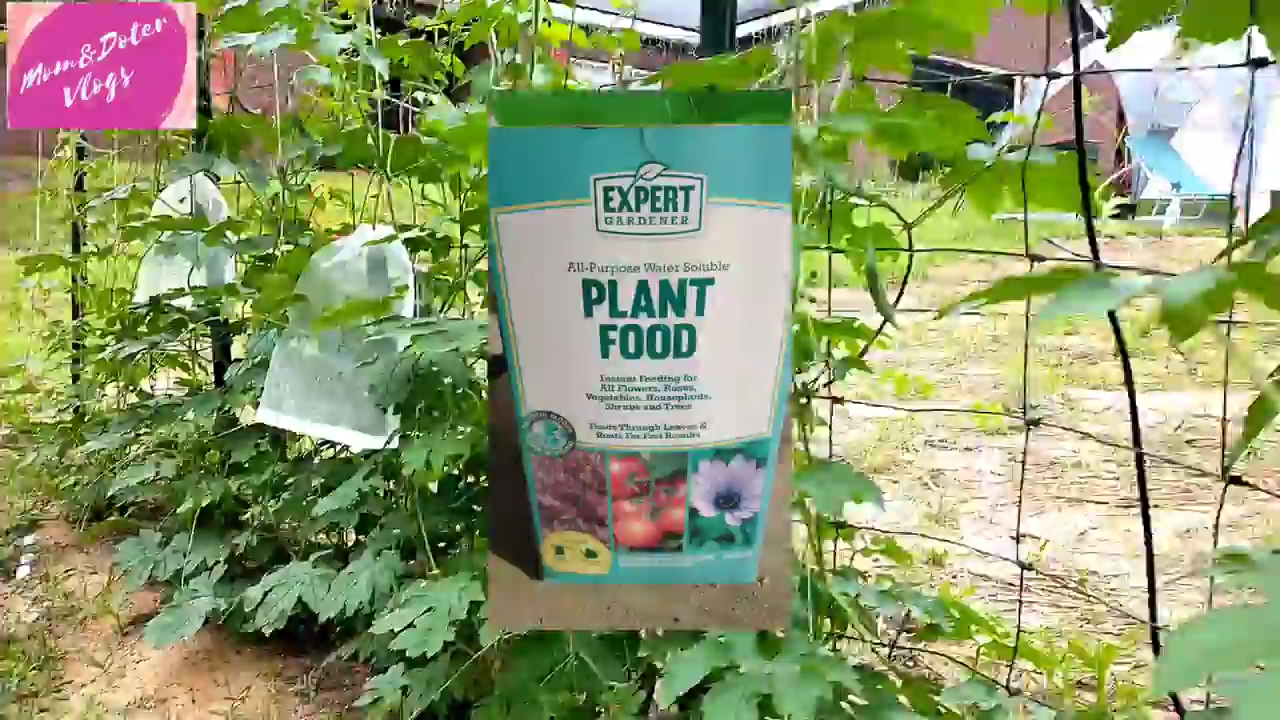 Mom&Doter
Vlogs
EXPERT
GARDENER
All-Purpose Water Soluble
PLANT
FOOD
Instant Feeding for
All Flowers, Roses,
Vegetables, Houseplants,
Shrubs and Trees
Feeds Through Leaves &
Roots For Fast Results